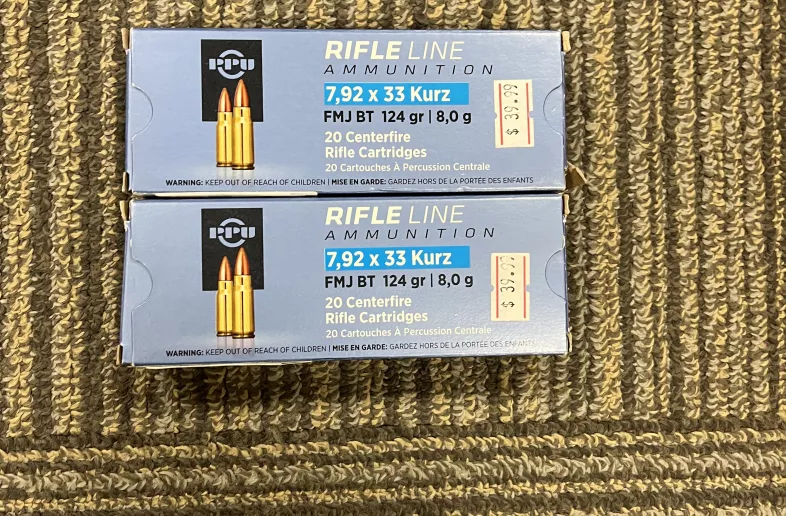 PPU
RIFLE LINE
AMMUNITION
7,92 x 33 Kurz
FMJ BT 124 gr | 8,0 g
20 Centerfire
Rifle Cartridges
20 Cartouches À Percussion Centrale
WARNING: KEEP OUT OF REACH OF CHILDREN | MISE EN GARDE: GARDEZ HORS DE LA PORTÉE DES ENFANTS
$ 39.99
PPU
RIFLE LINE
AMMUNITION
7,92 x 33 Kurz
FMJ BT 124 gr | 8,0 g
20 Centerfire
Rifle Cartridges
20 Cartouches À Percussion Centrale
WARNING: KEEP OUT OF REACH OF CHILDREN | MISE EN GARDE: GARDEZ HORS DE LA PORTÉE DES ENFANTS
$ 39.99